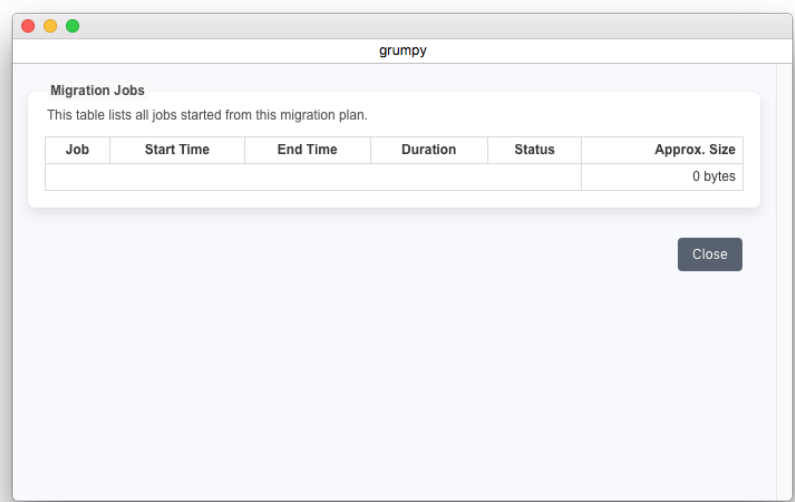 grumpy
Migration Jobs
This table lists all jobs started from this migration plan.
Job Start Time End Time Duration Status Approx. Size
0 bytes
Close